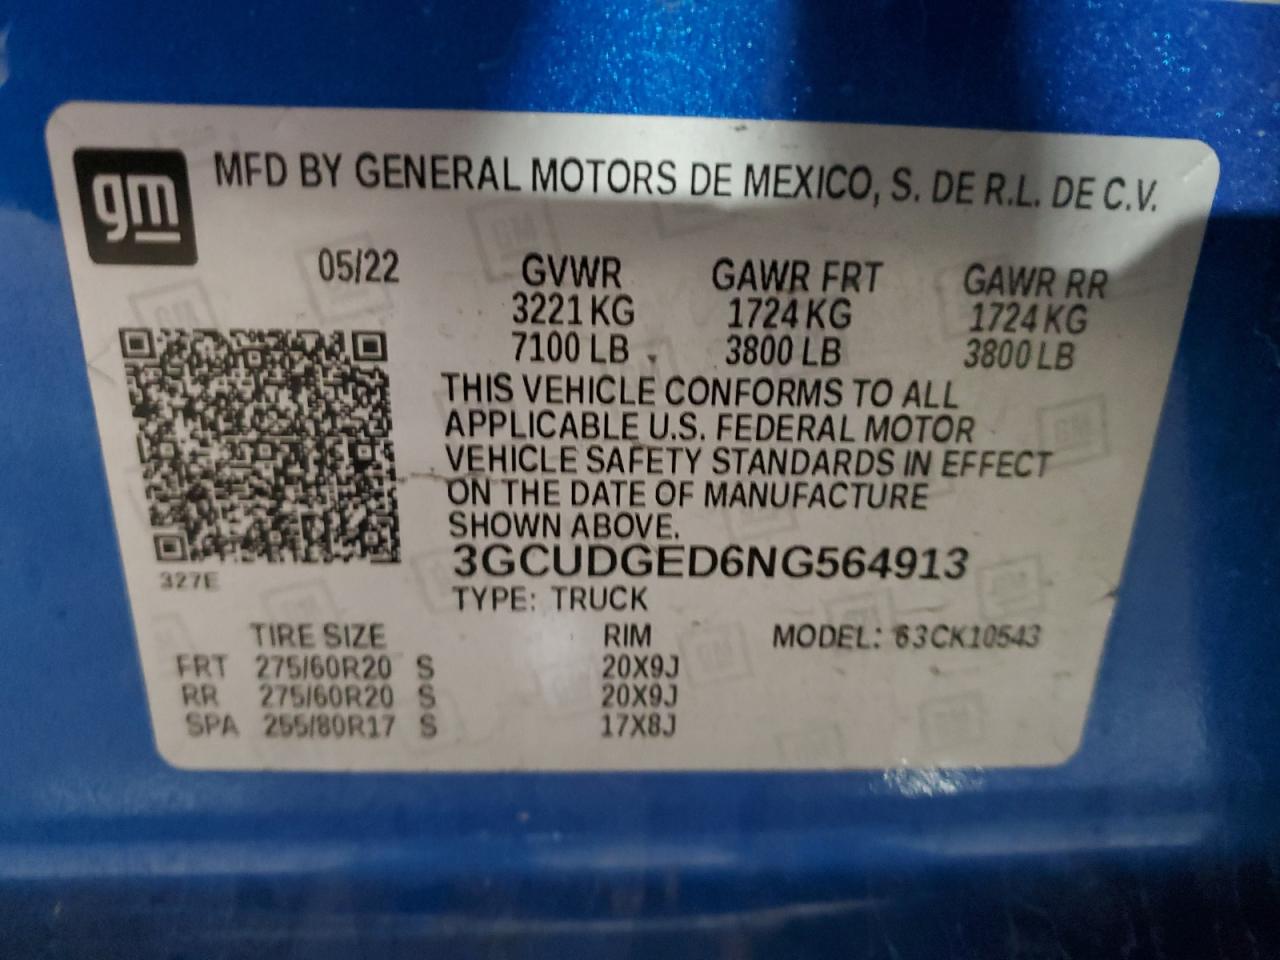 gm
MFD BY GENERAL MOTORS DE MEXICO, S. DE R.L. DE C.V.
05/22 GVWR GAWR FRT GAWR RR
3221 KG 1724 KG 1724 KG
7100 LB 3800 LB 3800 LB
THIS VEHICLE CONFORMS TO ALL
APPLICABLE U.S. FEDERAL MOTOR
VEHICLE SAFETY STANDARDS IN EFFECT
ON THE DATE OF MANUFACTURE
SHOWN ABOVE.
3GCUDGED6NG564913
327E
TYPE: TRUCK
TIRE SIZE RIM MODEL: 63CK10543
FRT 275/60R20 S 20X9J
RR 275/60R20 S 20X9J
SPA 255/80R17 S 17X8J